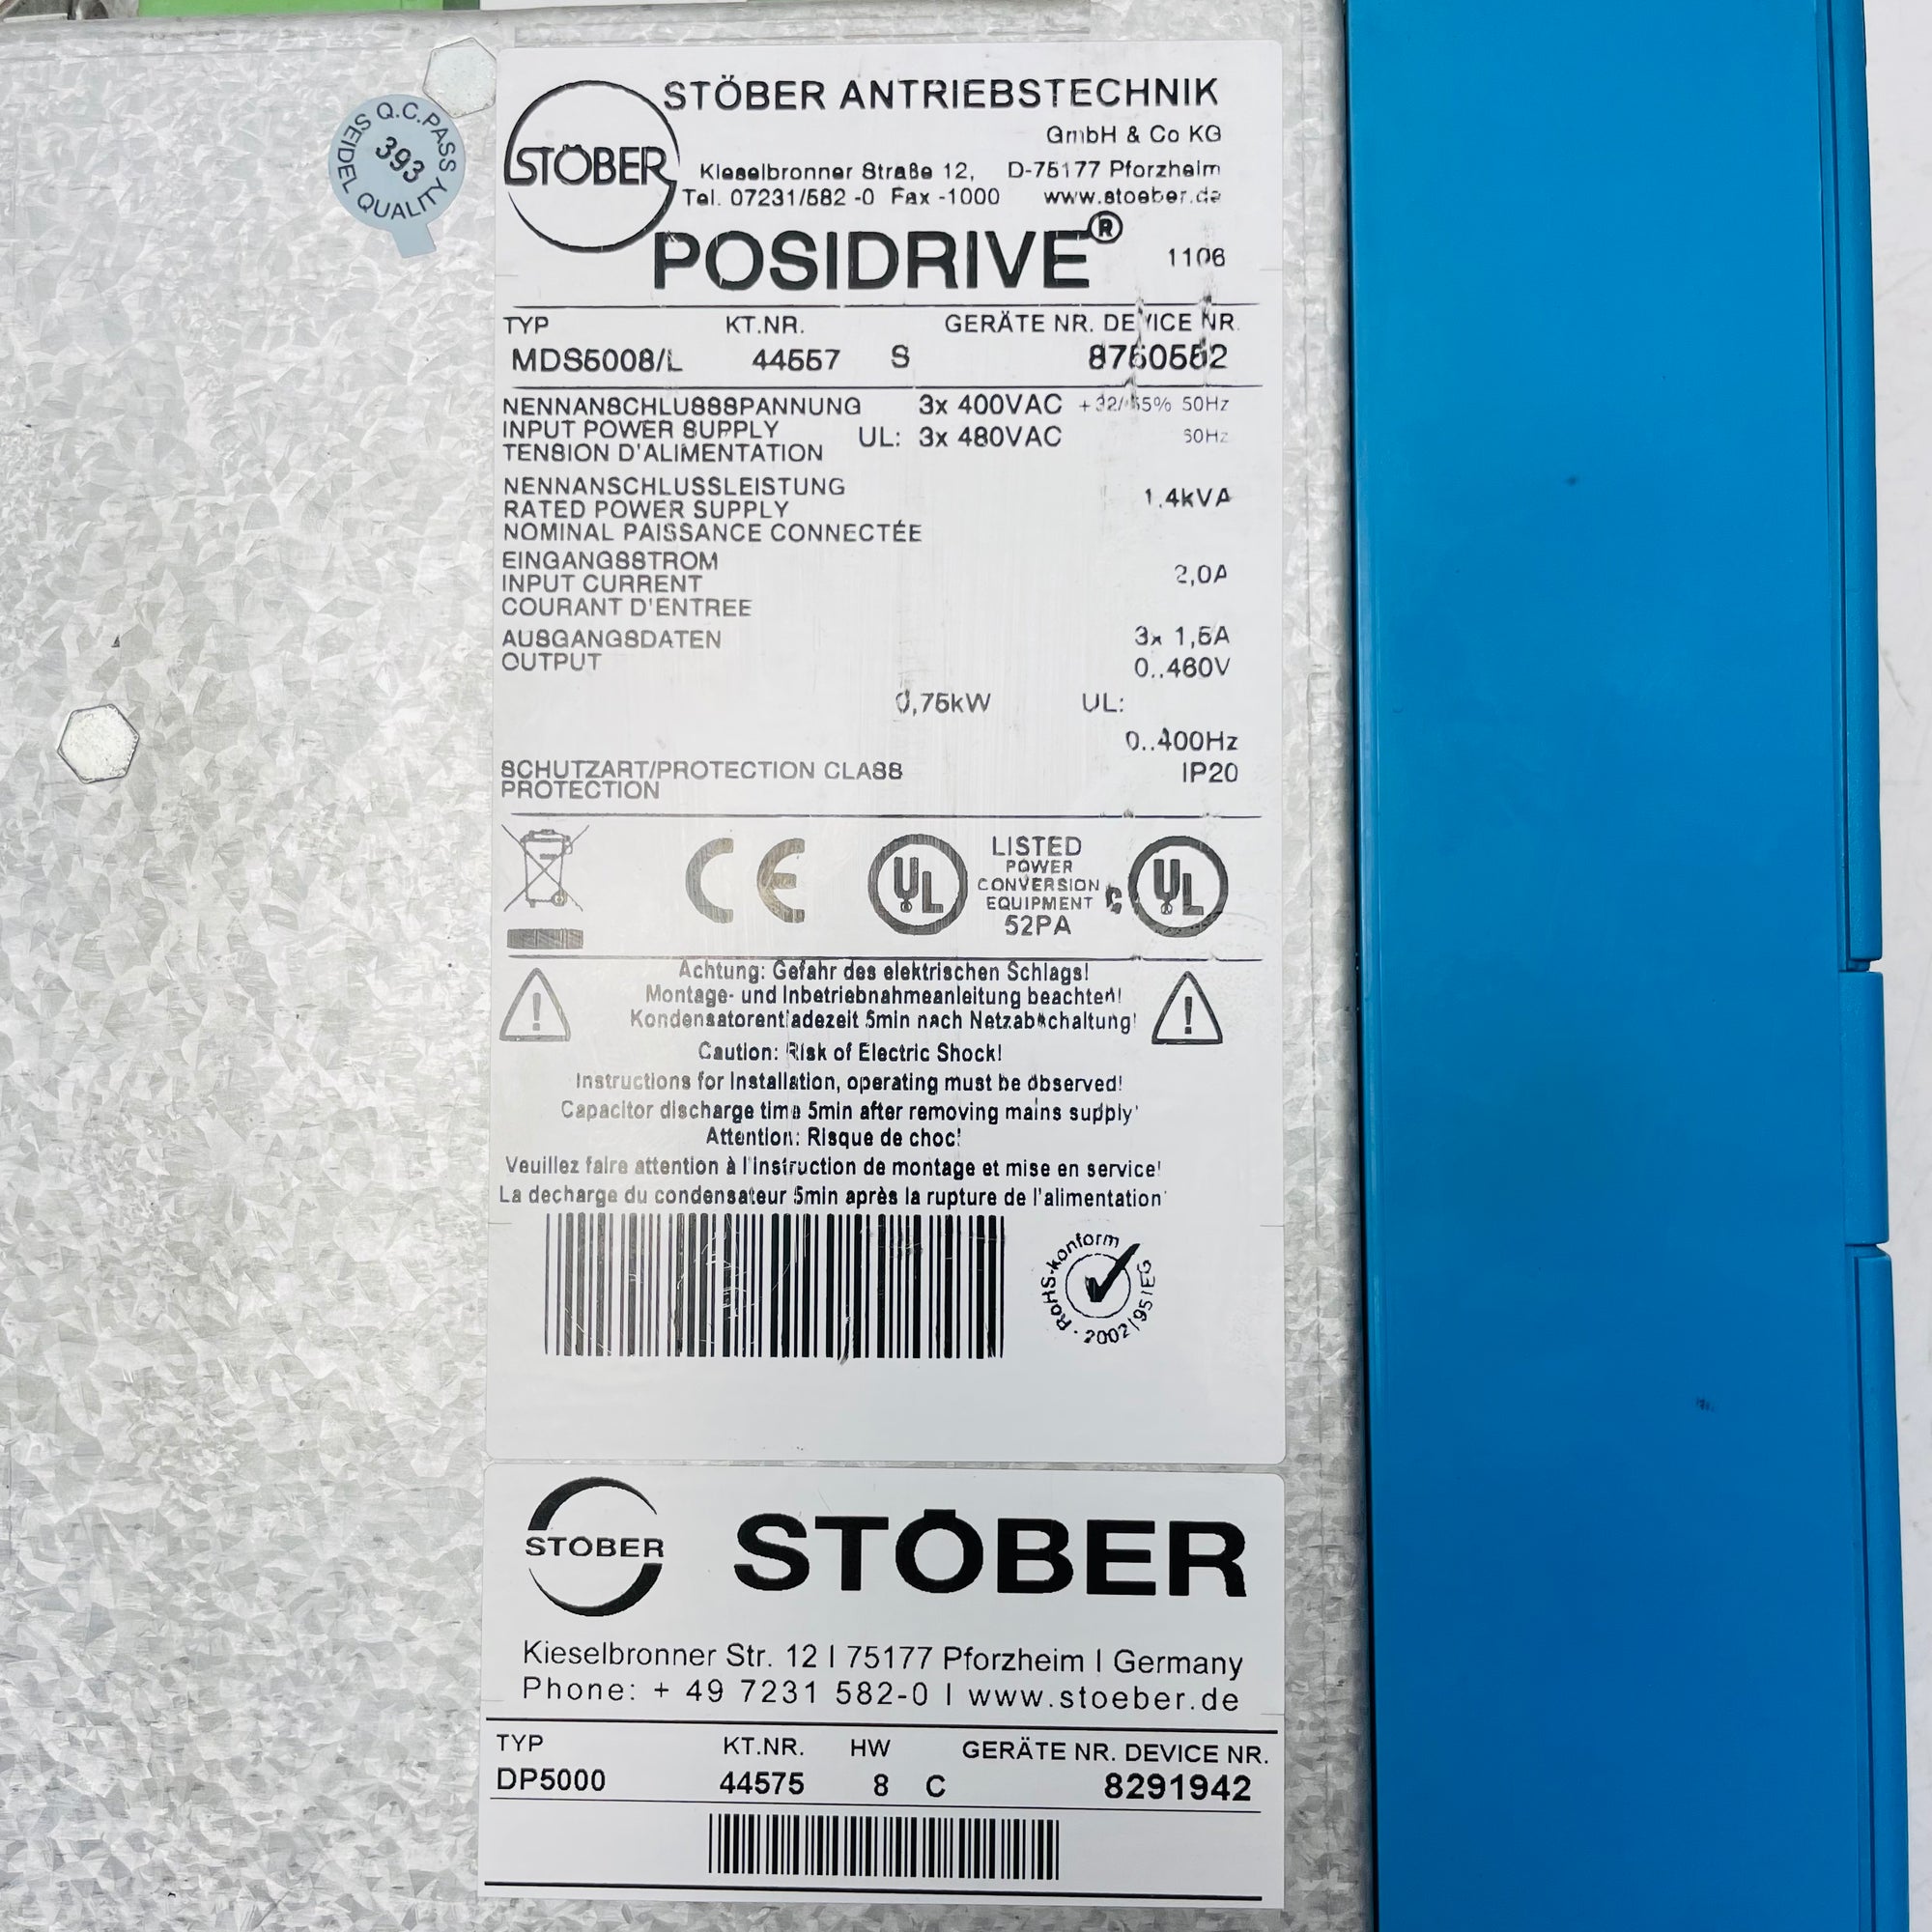 Q.C.PASS
393
SEIDEL QUALITY
STÖBER
STÖBER ANTRIEBSTECHNIK
GmbH & Co KG
Kieselbronner Straße 12, D-75177 Pforzheim
Tel. 07231/582 -0 Fax -1000 www.stoeber.de
POSIDRIVE®
1106
TYP KT.NR. GERÄTE NR. DEVICE NR.
MDS5008/L 44557 S
NENNANSCHLUSSSPANNUNG 3x 400VAC 50Hz
INPUT POWER SUPPLY UL: 3x 480VAC
TENSION D'ALIMENTATION
NENNANSCHLUSSLEISTUNG
RATED POWER SUPPLY 1.4kVA
NOMINAL PAISSANCE CONNECTÉE
EINGANGSSTROM
INPUT CURRENT 2,0A
COURANT D'ENTREE
AUSGANGSDATEN 3x 1,5A
OUTPUT 0..460V
0,75kW UL:
0..400Hz
SCHUTZART/PROTECTION CLASS IP20
PROTECTION
CE
UL
LISTED
POWER
CONVERSION
EQUIPMENT
52PA
C UL
Achtung: Gefahr des elektrischen Schlags!
Montage- und Inbetriebnahmeanleitung beachten!
Kondensatorentladezeit 5min nach Netzabschaltung!
Caution: Risk of Electric Shock!
Instructions for Installation, operating must be observed!
Capacitor discharge time 5min after removing mains supply!
Attention: Risque de choc!
Veuillez faire attention à l'instruction de montage et mise en service!
La decharge du condensateur 5min après la rupture de l'alimentation!
RoHS-konform
2002/95/EG
STÖBER
STÖBER
Kieselbronner Str. 12 I 75177 Pforzheim I Germany
Phone: + 49 7231 582-0 I www.stoeber.de
TYP KT.NR. HW GERÄTE NR. DEVICE NR.
DP5000 44575 8 C 8291942